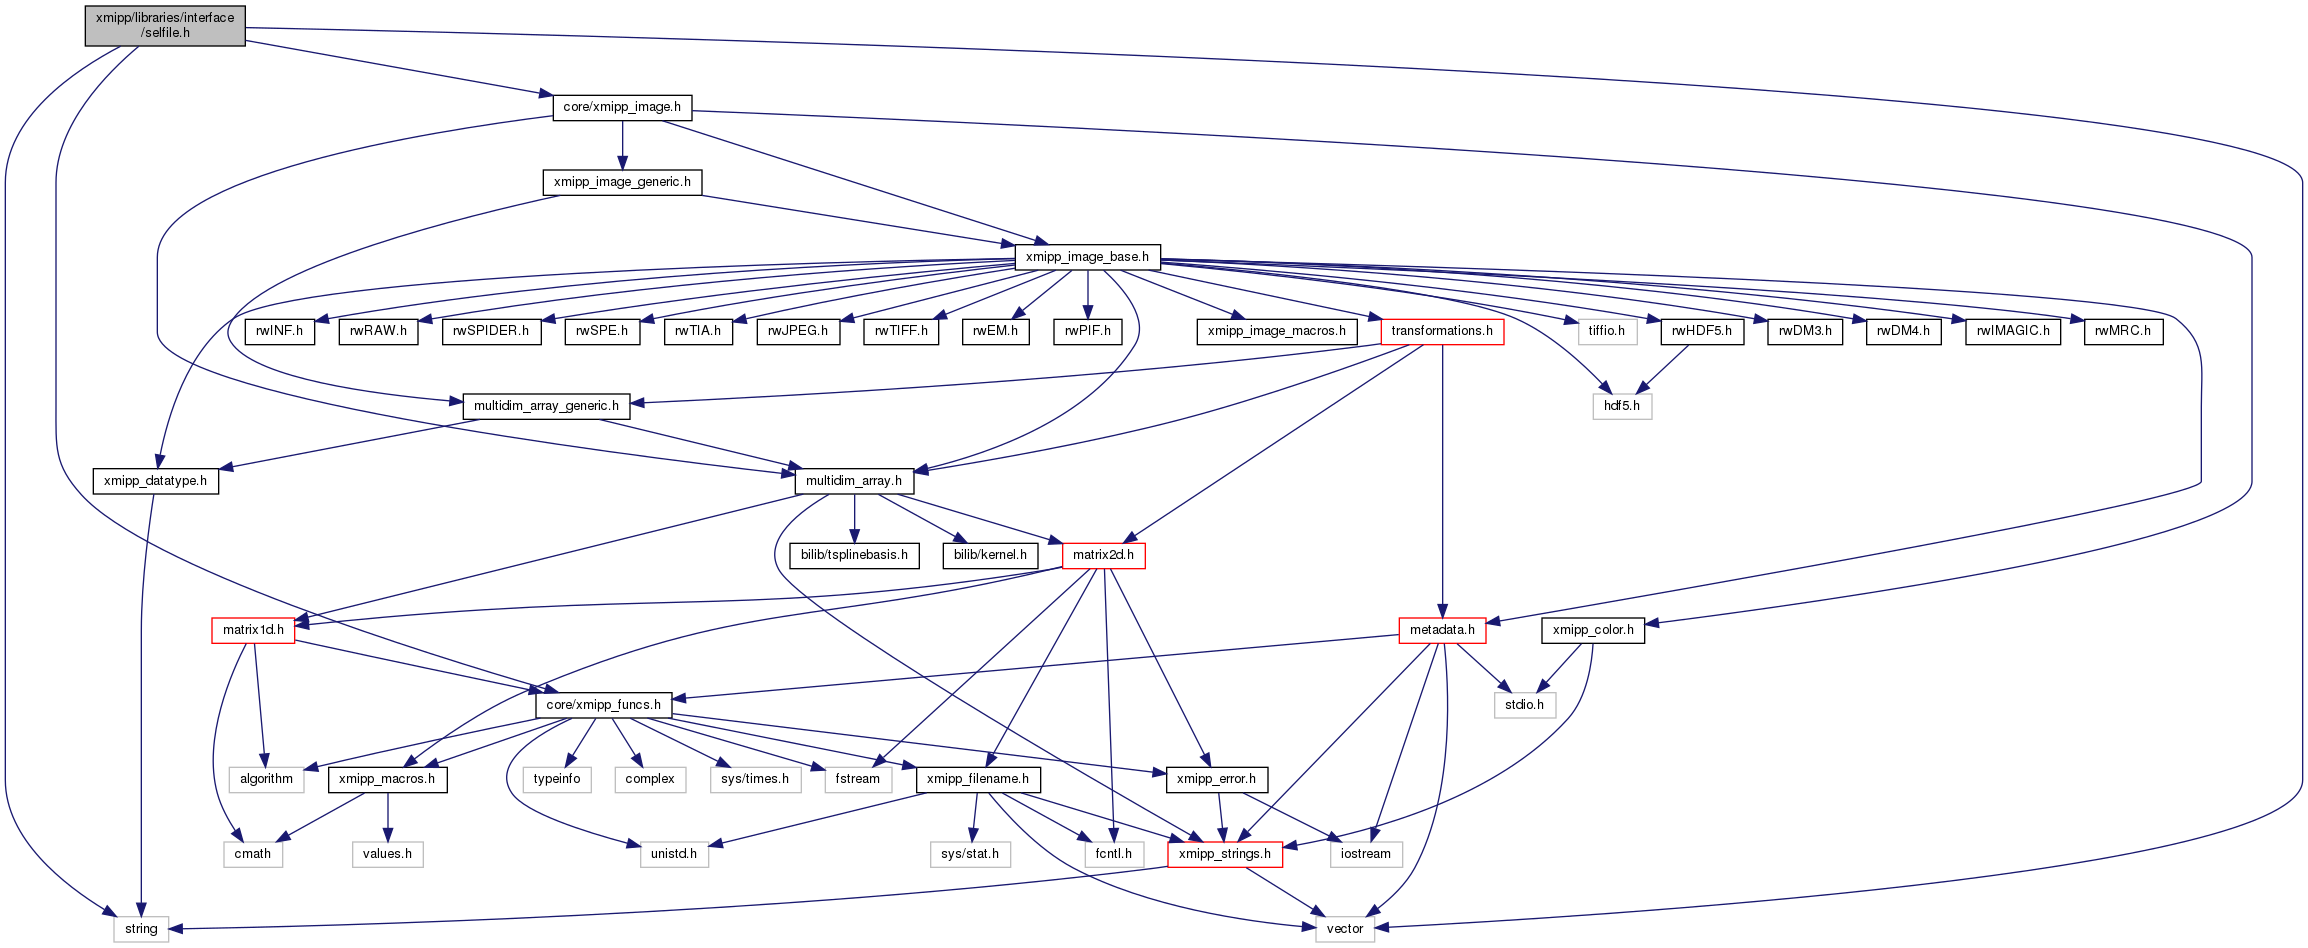 xmipp/libraries/interface
/selfile.h
core/xmipp_image.h
xmipp_image_generic.h
xmipp_image_base.h
rwINF.h
rwRAW.h
rwSPIDER.h
rwSPE.h
rwTIA.h
rwJPEG.h
rwTIFF.h
rwEM.h
rwPIF.h
xmipp_image_macros.h
transformations.h
tiffio.h
rwHDF5.h
rwDM3.h
rwDM4.h
rwIMAGIC.h
rwMRC.h
multidim_array_generic.h
hdf5.h
xmipp_datatype.h
multidim_array.h
bilib/tsplinebasis.h
bilib/kernel.h
matrix2d.h
matrix1d.h
metadata.h
xmipp_color.h
core/xmipp_funcs.h
stdio.h
algorithm
xmipp_macros.h
typeinfo
complex
sys/times.h
fstream
xmipp_filename.h
xmipp_error.h
cmath
values.h
unistd.h
sys/stat.h
fcntl.h
xmipp_strings.h
iostream
string
vector